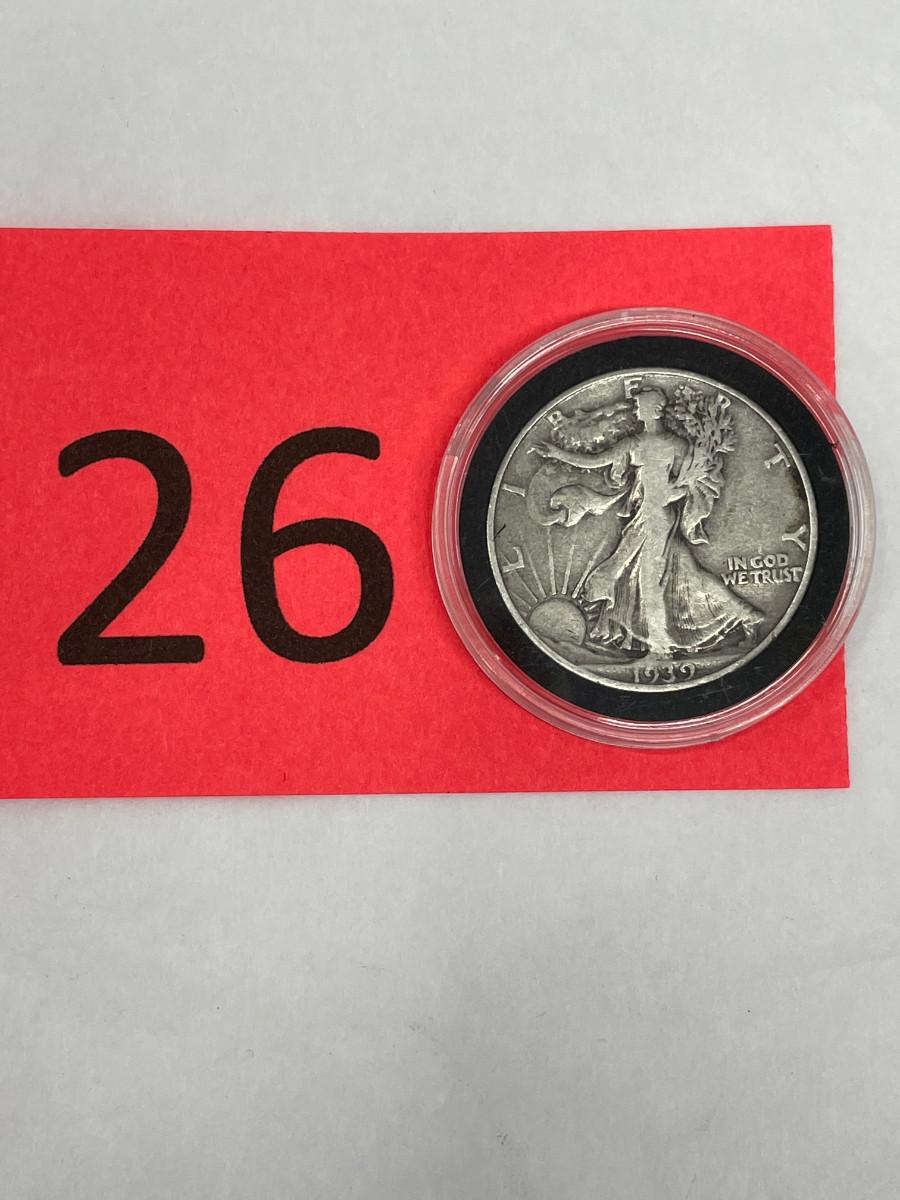 26
LIBERTY
IN GOD
WE TRUST
1939